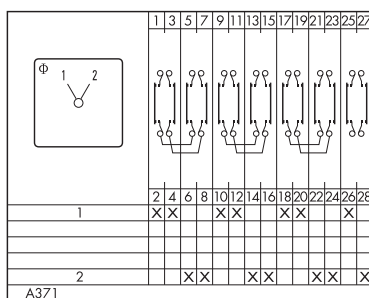 1 3 5 7 9 11 13 15 17 19 21 23 25 27
Φ
1 2
2 4 6 8 10 12 14 16 18 20 22 24 26 28
1 X X X X X X X
2 X X X X X X X
A371